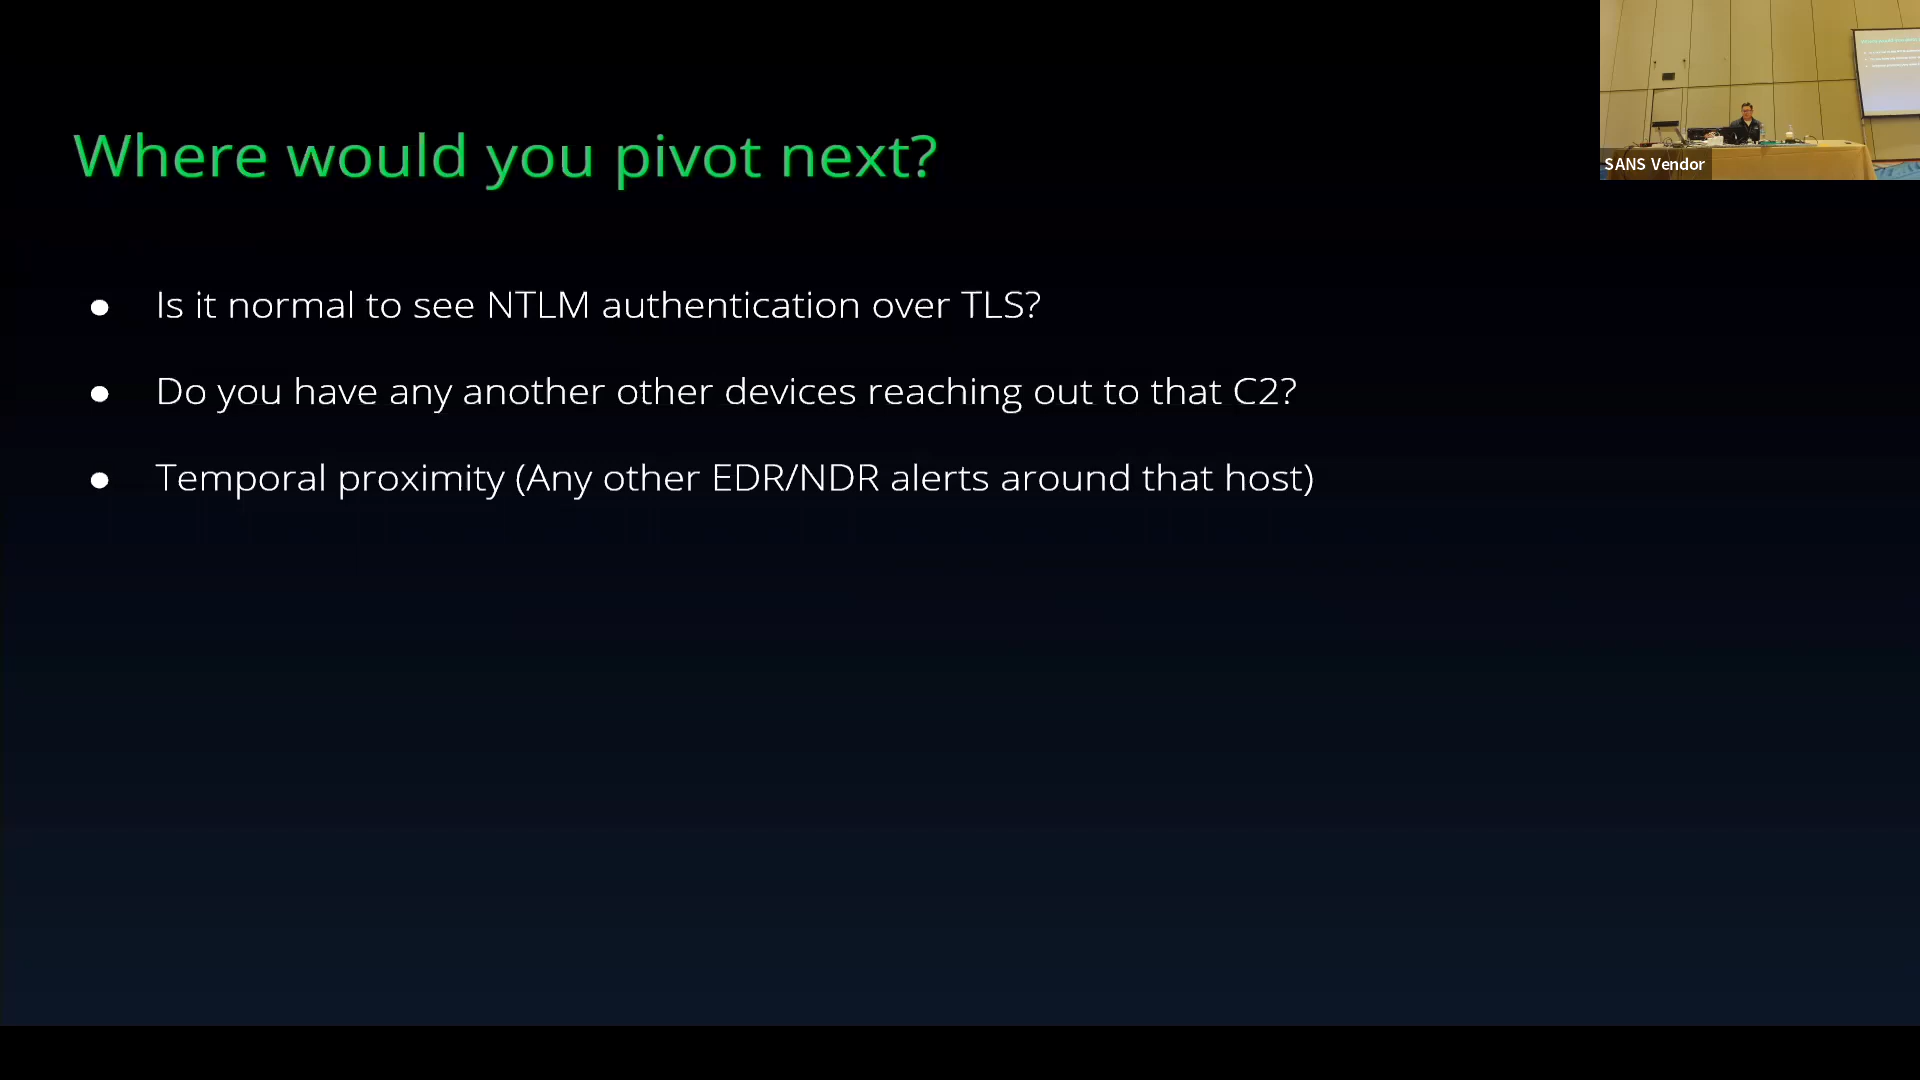 Where would you pivot next?
● Is it normal to see NTLM authentication over TLS?
● Do you have any another other devices reaching out to that C2?
● Temporal proximity (Any other EDR/NDR alerts around that host)
SANS Vendor